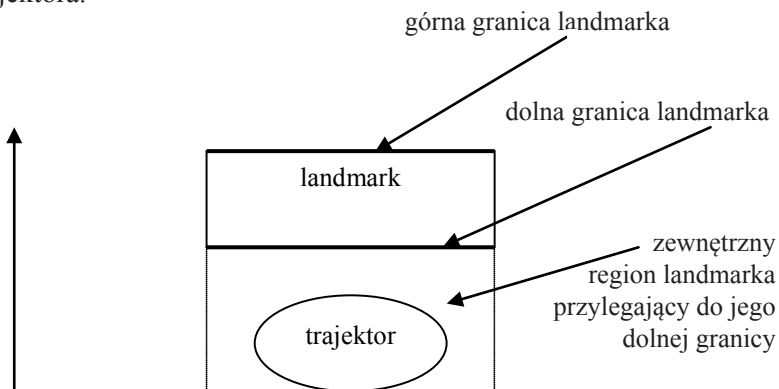 górna granica landmarka
dolna granica landmarka
landmark
zewnętrzny
region landmarka
przylegający do jego
dolnej granicy
trajektor